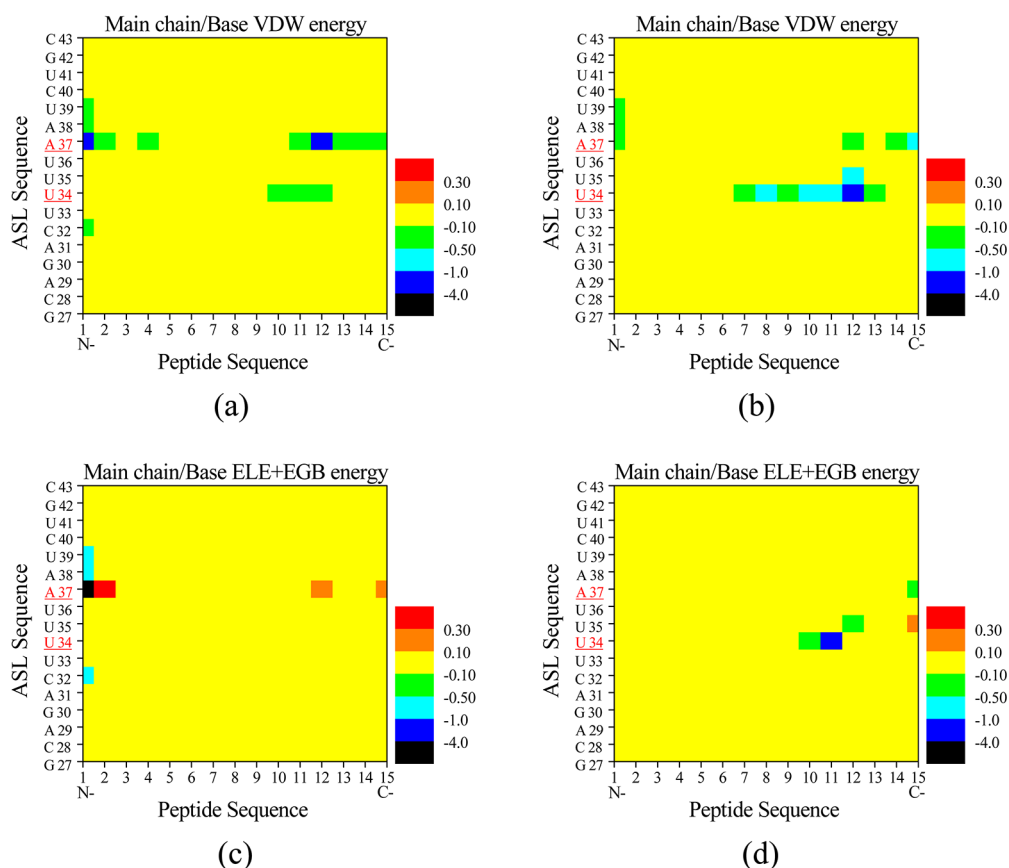 Main chain/Base VDW energy
C 43
G 42
U 41
C 40
U 39
A 38
A 37
U 36
U 35
U 34
U 33
C 32
A 31
G 30
A 29
C 28
G 27
ASL Sequence
0.30
0.10
-0.10
-0.50
-1.0
-4.0
1 2 3 4 5 6 7 8 9 10 11 12 13 14 15
N- C-
Peptide Sequence
(a)
Main chain/Base VDW energy
C 43
G 42
U 41
C 40
U 39
A 38
A 37
U 36
U 35
U 34
U 33
C 32
A 31
G 30
A 29
C 28
G 27
ASL Sequence
0.30
0.10
-0.10
-0.50
-1.0
-4.0
1 2 3 4 5 6 7 8 9 10 11 12 13 14 15
N- C-
Peptide Sequence
(b)
Main chain/Base ELE+EGB energy
C 43
G 42
U 41
C 40
U 39
A 38
A 37
U 36
U 35
U 34
U 33
C 32
A 31
G 30
A 29
C 28
G 27
ASL Sequence
0.30
0.10
-0.10
-0.50
-1.0
-4.0
1 2 3 4 5 6 7 8 9 10 11 12 13 14 15
N- C-
Peptide Sequence
(c)
Main chain/Base ELE+EGB energy
C 43
G 42
U 41
C 40
U 39
A 38
A 37
U 36
U 35
U 34
U 33
C 32
A 31
G 30
A 29
C 28
G 27
ASL Sequence
0.30
0.10
-0.10
-0.50
-1.0
-4.0
1 2 3 4 5 6 7 8 9 10 11 12 13 14 15
N- C-
Peptide Sequence
(d)